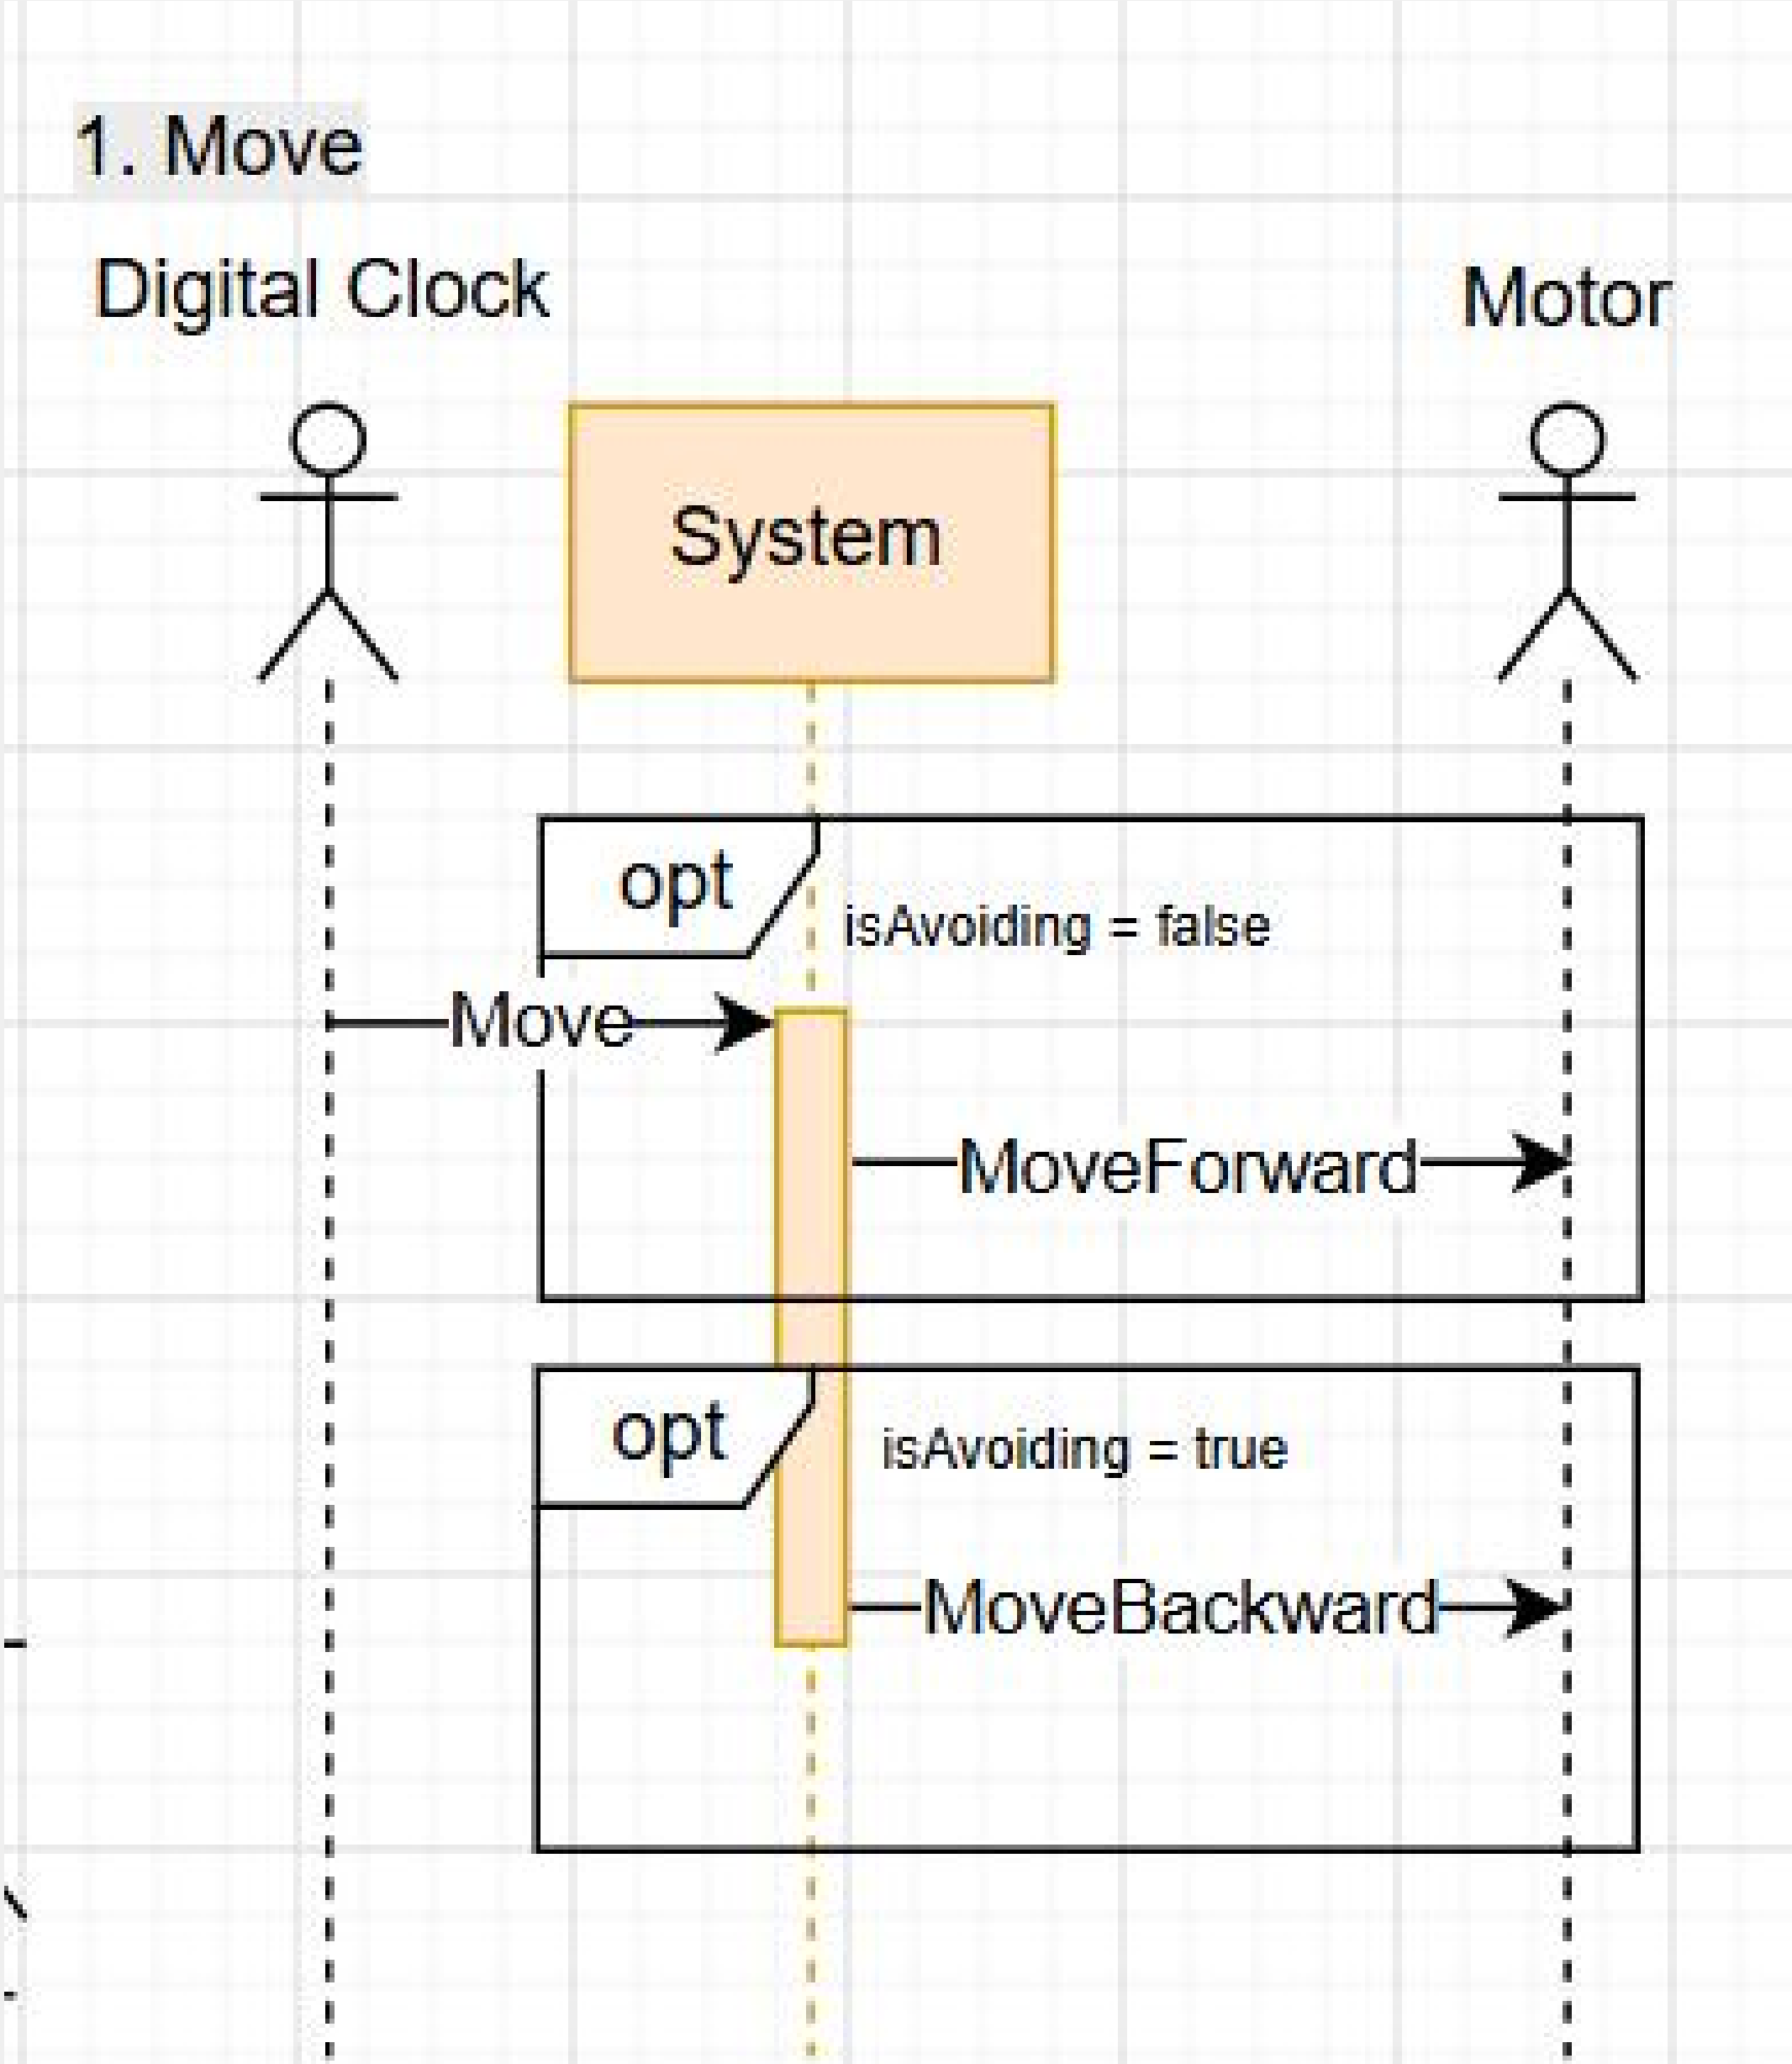 1. Move
Digital Clock
Motor
System
opt
isAvoiding = false
Move
MoveForward
opt
isAvoiding = true
MoveBackward